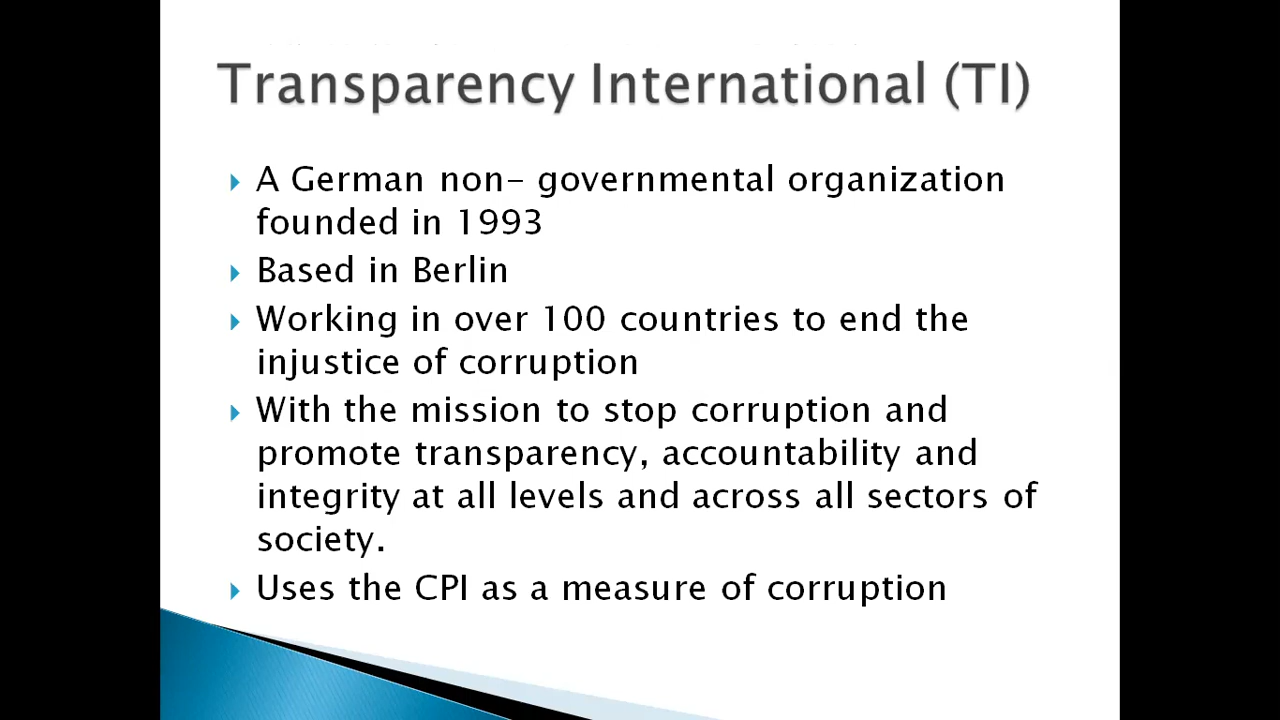 Transparency International (TI)
A German non- governmental organization
founded in 1993
Based in Berlin
Working in over 100 countries to end the
injustice of corruption
With the mission to stop corruption and
promote transparency, accountability and
integrity at all levels and across all sectors of
society.
Uses the CPI as a measure of corruption